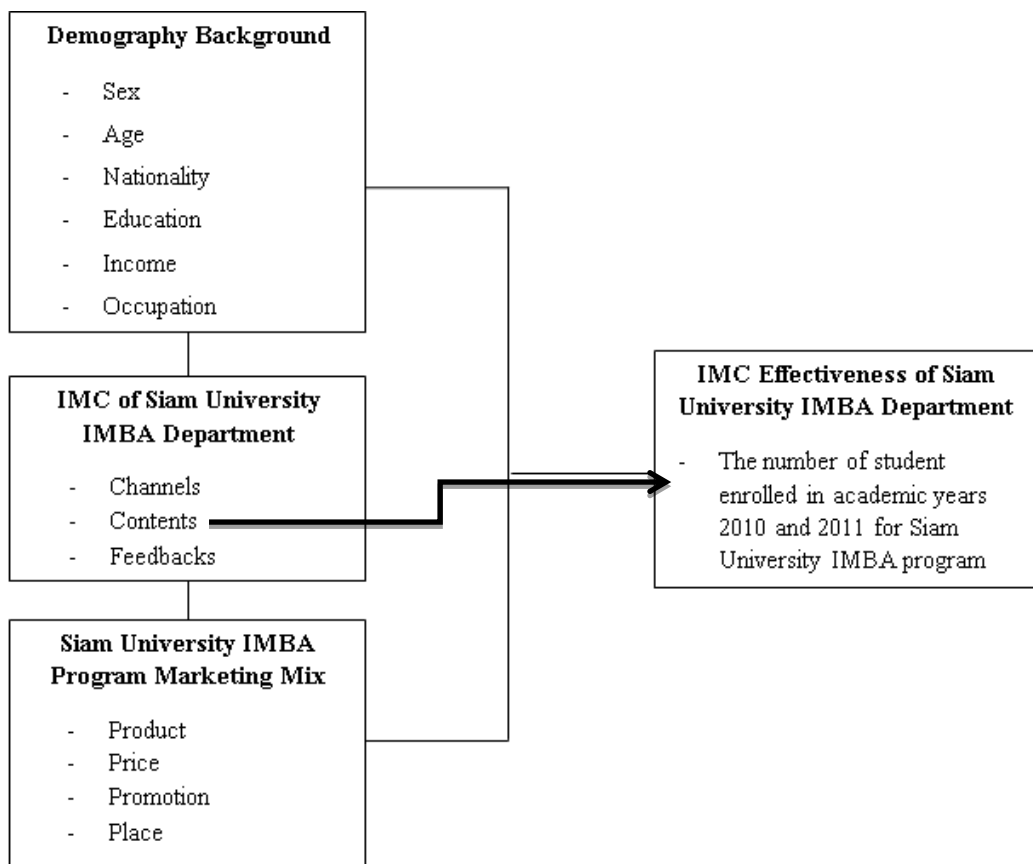 Demography Background
- Sex
- Age
- Nationality
- Education
- Income
- Occupation
IMC of Siam University
IMBA Department
- Channels
- Contents
- Feedbacks
Siam University IMBA
Program Marketing Mix
- Product
- Price
- Promotion
- Place
IMC Effectiveness of Siam
University IMBA Department
- The number of student
enrolled in academic years
2010 and 2011 for Siam
University IMBA program